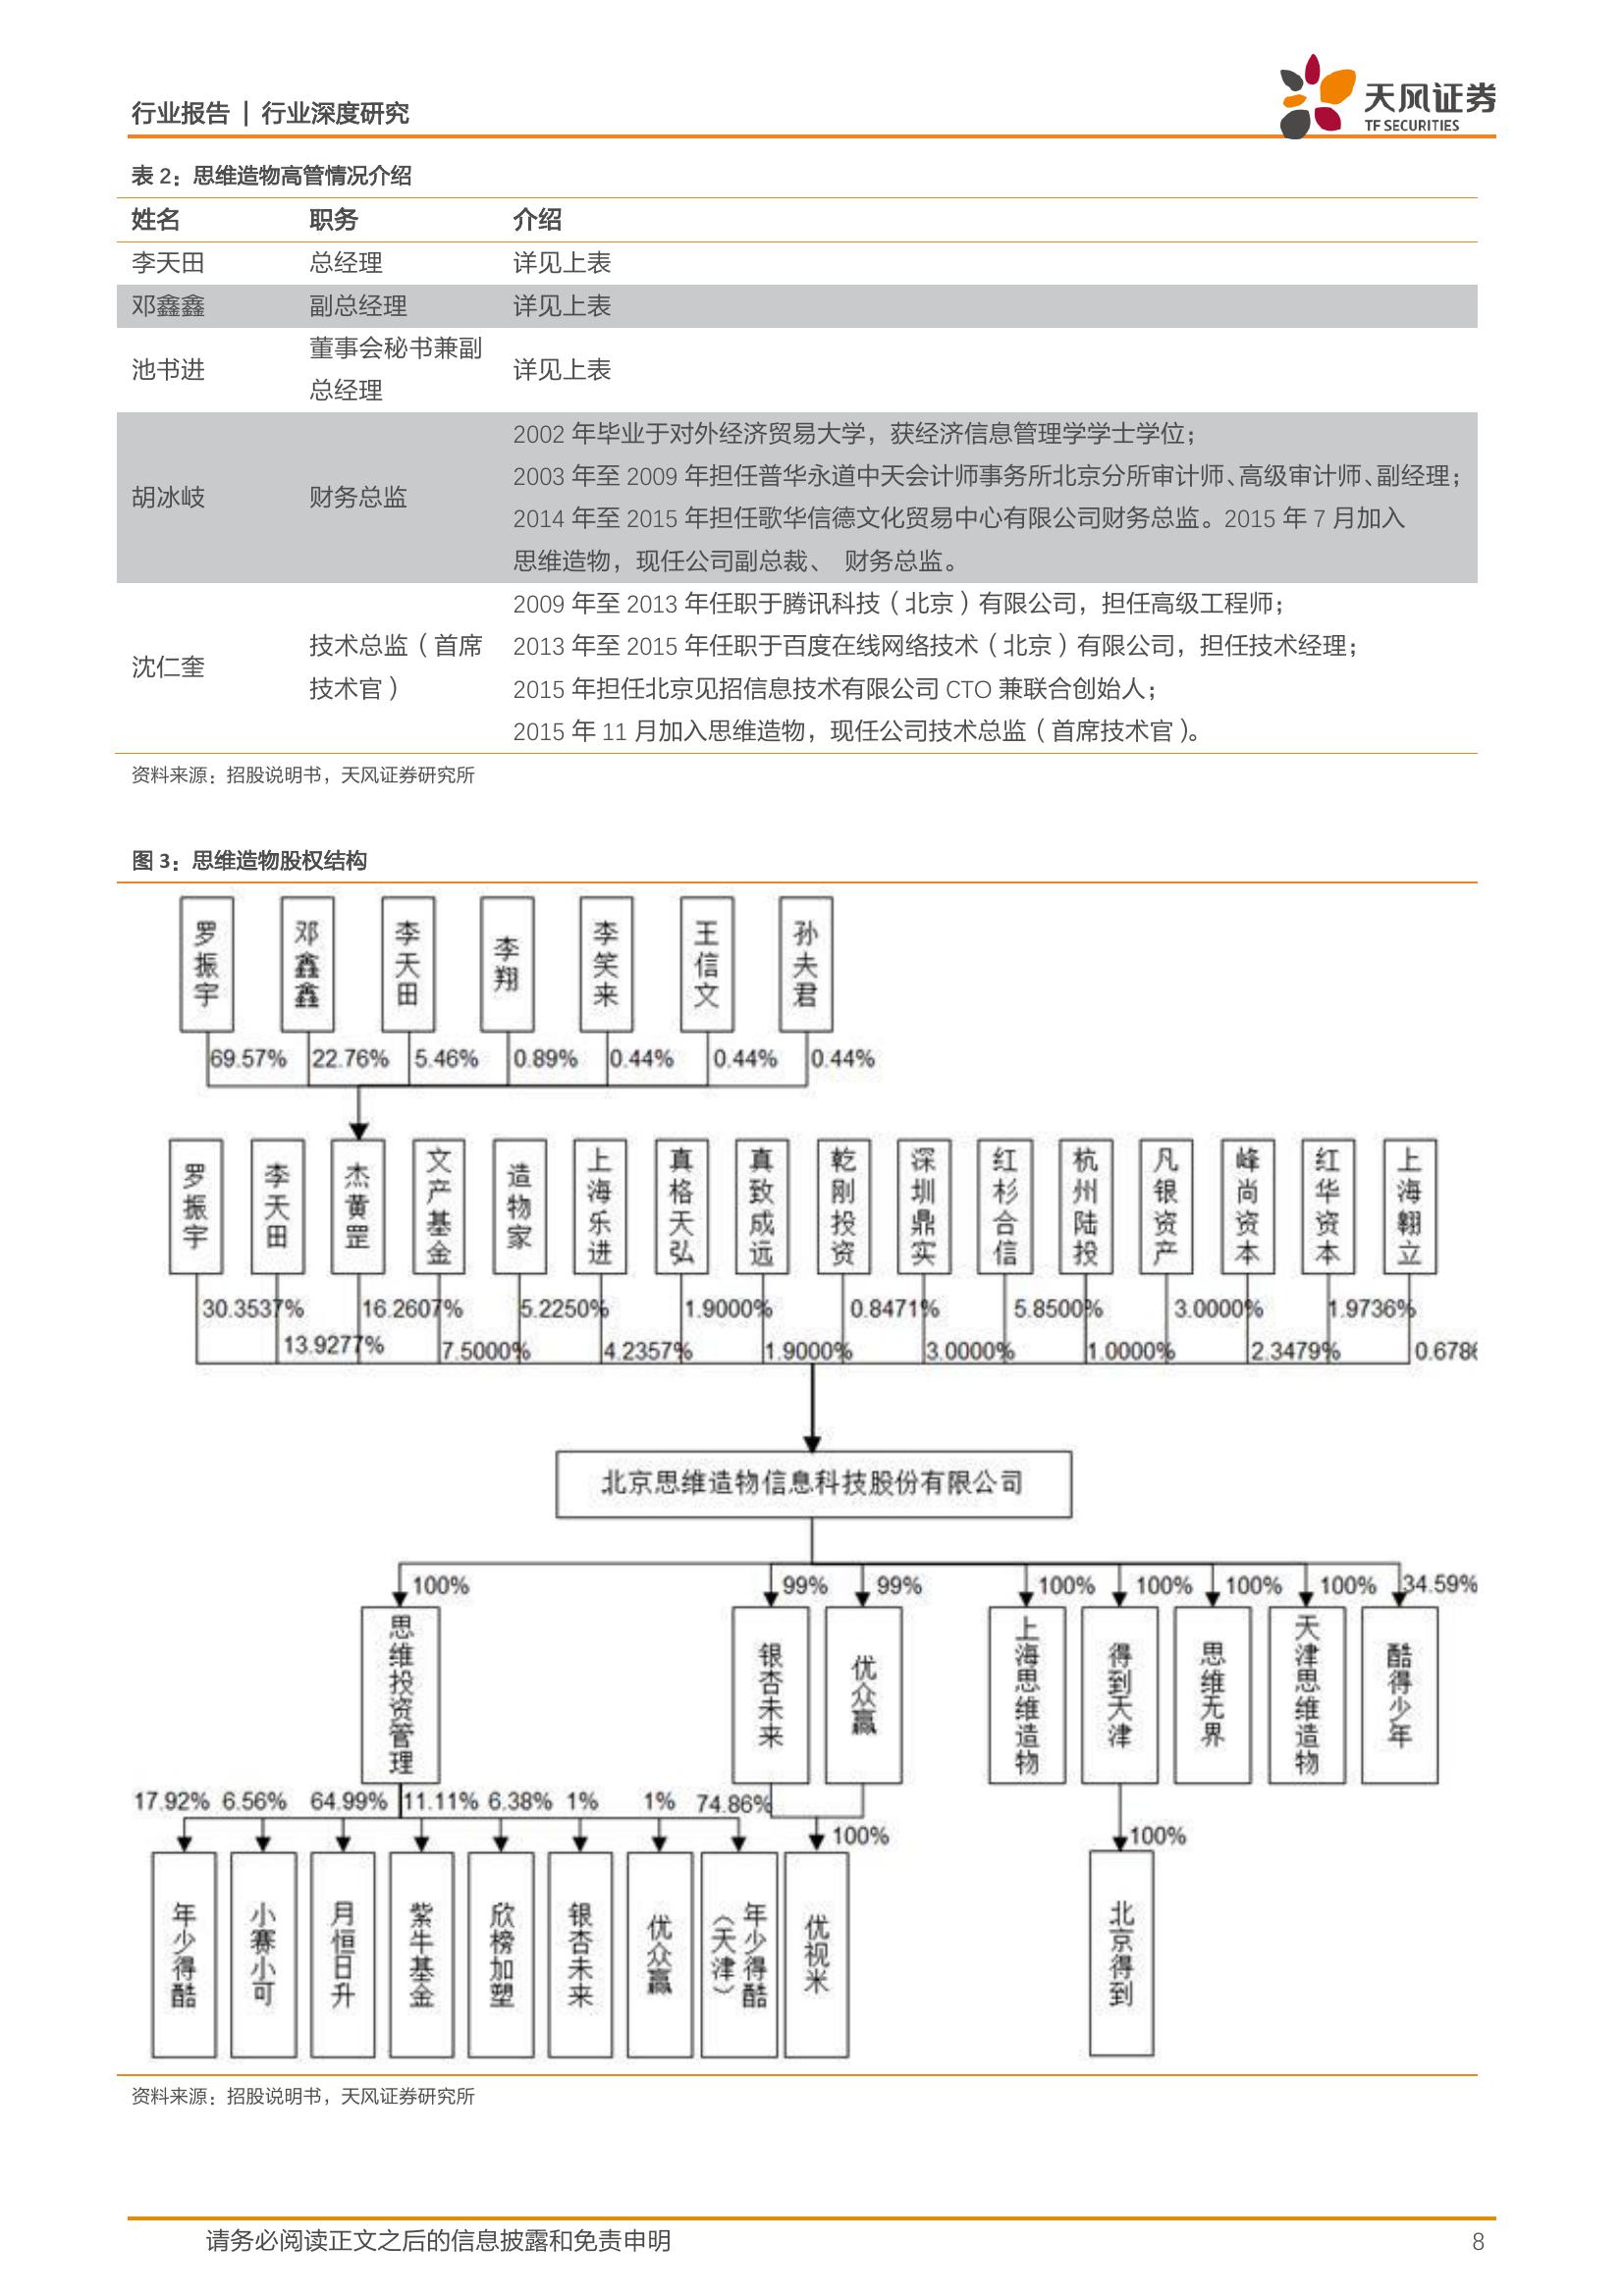 行业报告 | 行业深度研究
天风证券
TF SECURITIES
表 2：思维造物高管情况介绍
姓名 职务 介绍
李天田 总经理 详见上表
邓鑫鑫 副总经理 详见上表
池书进 董事会秘书兼副总经理 详见上表
胡冰岐 财务总监
2002 年毕业于对外经济贸易大学，获经济信息管理学学士学位；
2003 年至 2009 年担任普华永道中天会计师事务所北京分所审计师、高级审计师、副经理；
2014 年至 2015 年担任歌华信德文化贸易中心有限公司财务总监。2015 年 7 月加入
思维造物，现任公司副总裁、 财务总监。
沈仁奎 技术总监（首席技术官）
2009 年至 2013 年任职于腾讯科技（北京）有限公司，担任高级工程师；
2013 年至 2015 年任职于百度在线网络技术（北京）有限公司，担任技术经理；
2015 年担任北京见招信息技术有限公司 CTO 兼联合创始人；
2015 年 11 月加入思维造物，现任公司技术总监（首席技术官）。
资料来源：招股说明书，天风证券研究所
图 3：思维造物股权结构
罗振宇 邓鑫鑫 李天田 李翔 李笑来 王信文 孙夫君
69.57% 22.76% 5.46% 0.89% 0.44% 0.44% 0.44%
罗振宇 李天田 杰黄罡 文产基金 造物家 上海乐进 真格天弘 真致成远 乾刚投资 深圳鼎实 红杉合信 杭州陆投 凡银资产 峰尚资本 红华资本 上海翱立
30.3537% 16.2607% 5.2250% 1.9000% 0.8471% 5.8500% 3.0000% 1.9736%
13.9277% 7.5000% 4.2357% 1.9000% 3.0000% 1.0000% 2.3479% 0.678
北京思维造物信息科技股份有限公司
100% 99% 99% 100% 100% 100% 100% 34.59%
思维投资管理 银杏未来 优众赢 上海思维造物 得到天津 思维无界 天津思维造物 酷得少年
17.92% 6.56% 64.99% 11.11% 6.38% 1% 1% 74.86%
100% 100%
年少得酷 小赛小可 月恒日升 紫牛基金 欣榜加塑 银杏未来 优众赢 年少得酷（天津） 优视米 北京得到
资料来源：招股说明书，天风证券研究所
请务必阅读正文之后的信息披露和免责申明 8